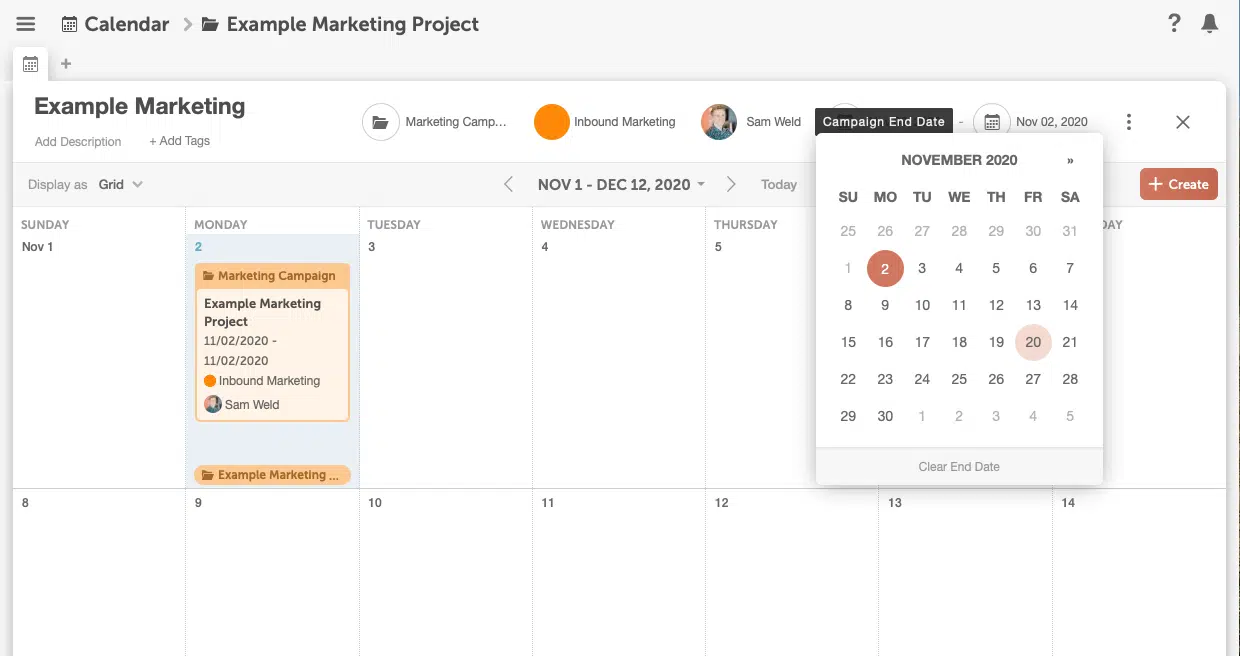 Calendar > Example Marketing Project
?
+
Example Marketing
Add Description + Add Tags
Marketing Camp...
Inbound Marketing
Sam Weld
Campaign End Date
-
Nov 02, 2020
Display as Grid
NOV 1 - DEC 12, 2020
Today
+ Create
NOVEMBER 2020 »
SU MO TU WE TH FR SA
25 26 27 28 29 30 31
1 2 3 4 5 6 7
8 9 10 11 12 13 14
15 16 17 18 19 20 21
22 23 24 25 26 27 28
29 30 1 2 3 4 5
Clear End Date
SUNDAY MONDAY TUESDAY WEDNESDAY THURSDAY DAY
Nov 1 2 3 4 5
Marketing Campaign
Example Marketing
Project
11/02/2020 -
11/02/2020
Inbound Marketing
Sam Weld
Example Marketing ...
8 9 10 11 12 13 14